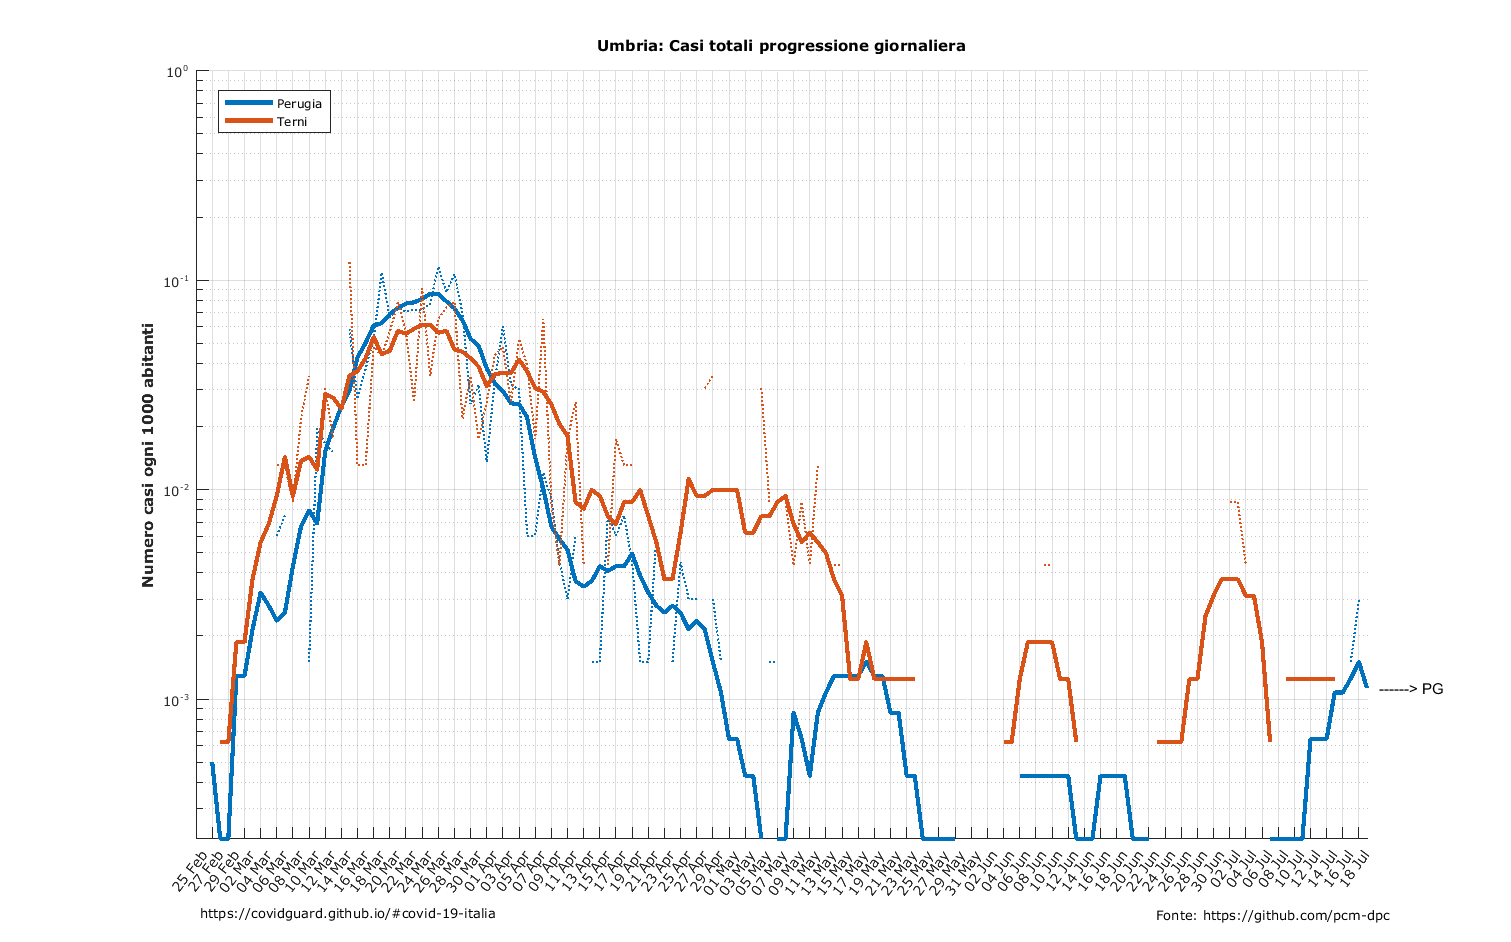 Umbria: Casi totali progressione giornaliera
Numero casi ogni 1000 abitanti
10⁰
10⁻¹
10⁻²
10⁻³
Perugia
Terni
------> PG
25 Feb
27 Feb
29 Feb
02 Mar
04 Mar
06 Mar
08 Mar
10 Mar
12 Mar
14 Mar
16 Mar
18 Mar
20 Mar
22 Mar
24 Mar
26 Mar
28 Mar
30 Mar
01 Apr
03 Apr
05 Apr
07 Apr
09 Apr
11 Apr
13 Apr
15 Apr
17 Apr
19 Apr
21 Apr
23 Apr
25 Apr
27 Apr
29 Apr
01 May
03 May
05 May
07 May
09 May
11 May
13 May
15 May
17 May
19 May
21 May
23 May
25 May
27 May
29 May
31 May
02 Jun
04 Jun
06 Jun
08 Jun
10 Jun
12 Jun
14 Jun
16 Jun
18 Jun
20 Jun
22 Jun
24 Jun
26 Jun
28 Jun
30 Jun
02 Jul
04 Jul
06 Jul
08 Jul
10 Jul
12 Jul
14 Jul
16 Jul
18 Jul
https://covidguard.github.io/#covid-19-italia
Fonte: https://github.com/pcm-dpc